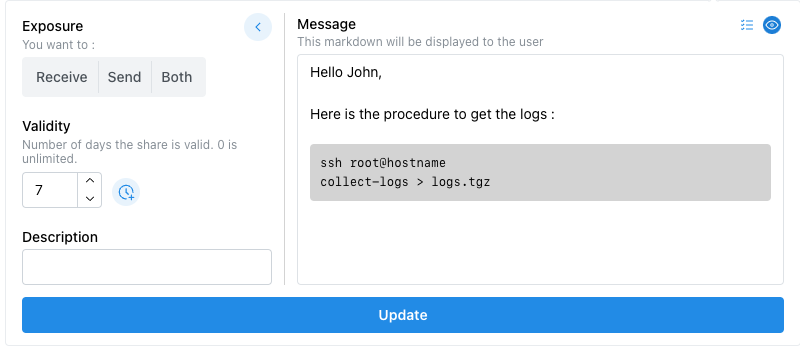 Exposure
You want to :
Receive
Send
Both
Validity
Number of days the share is valid. 0 is
unlimited.
7
Description
Message
This markdown will be displayed to the user
Hello John,
Here is the procedure to get the logs :
ssh root@hostname
collect-logs > logs.tgz
Update